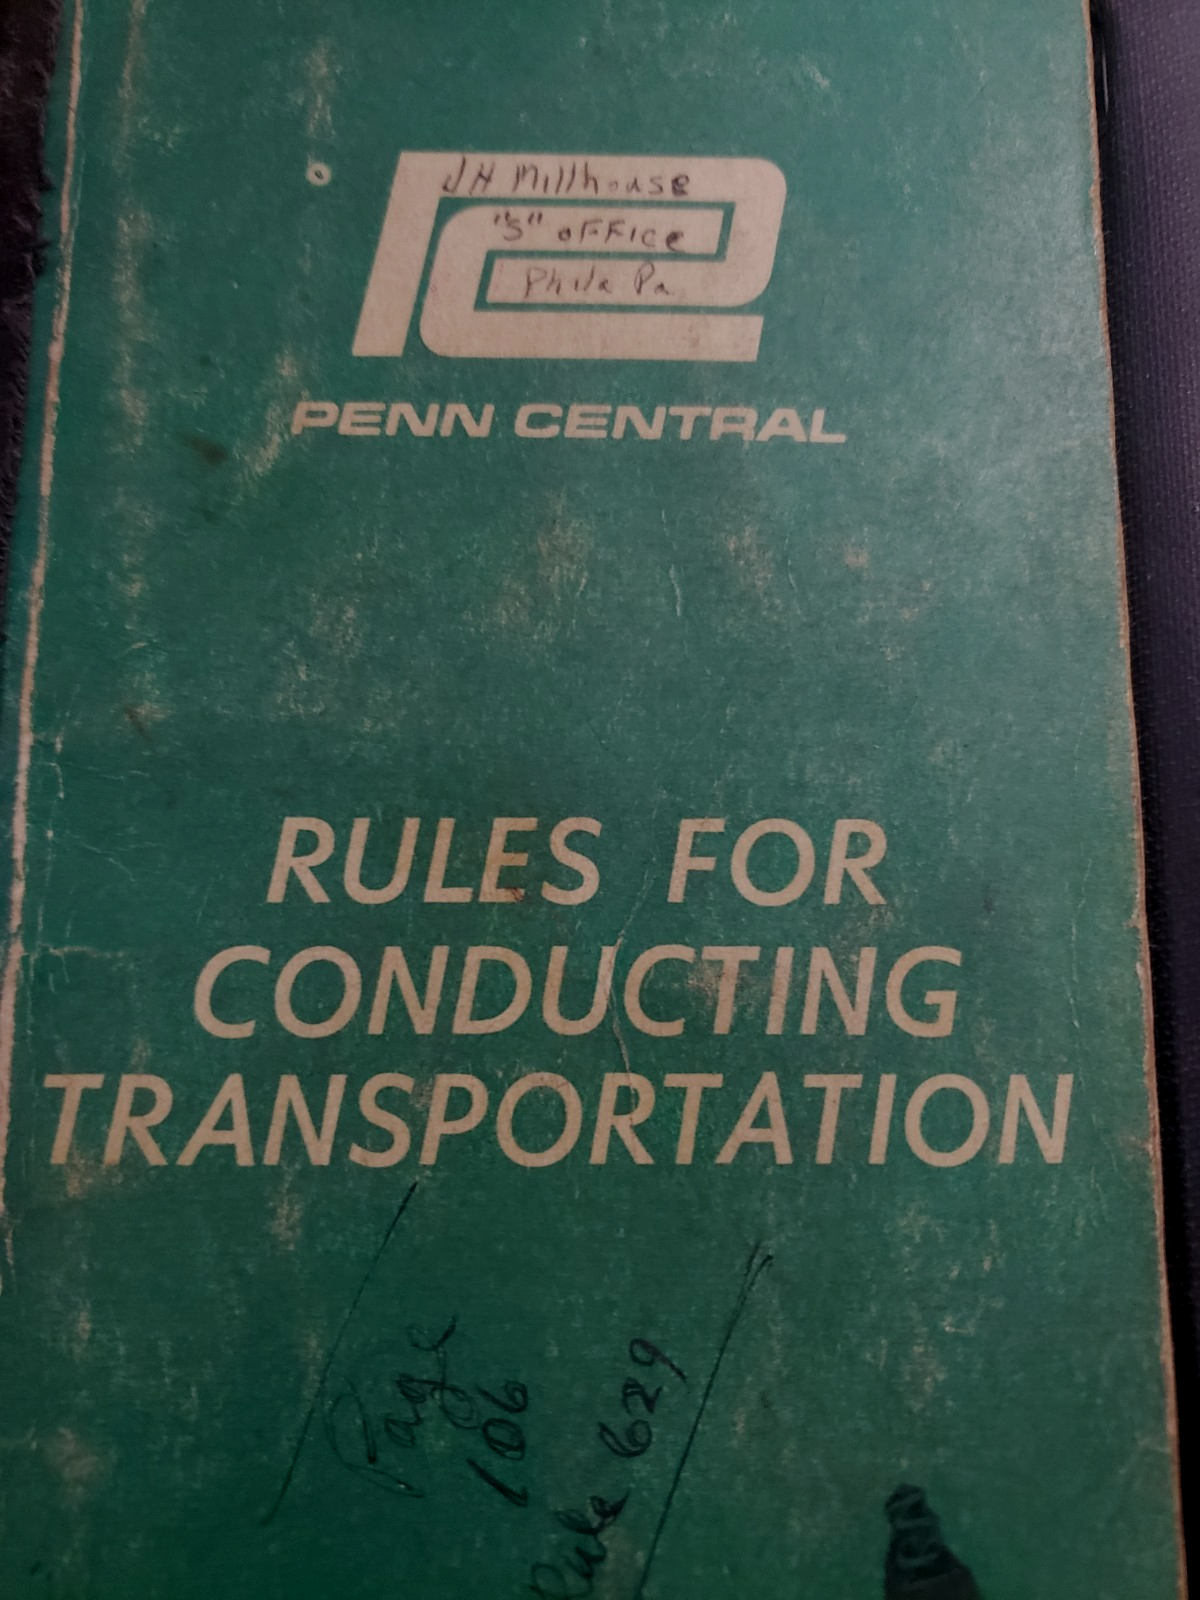 JH Millhouse
"S" OFFice
Phila Pa
PENN CENTRAL
RULES FOR
CONDUCTING
TRANSPORTATION
Page
106
Rule 629